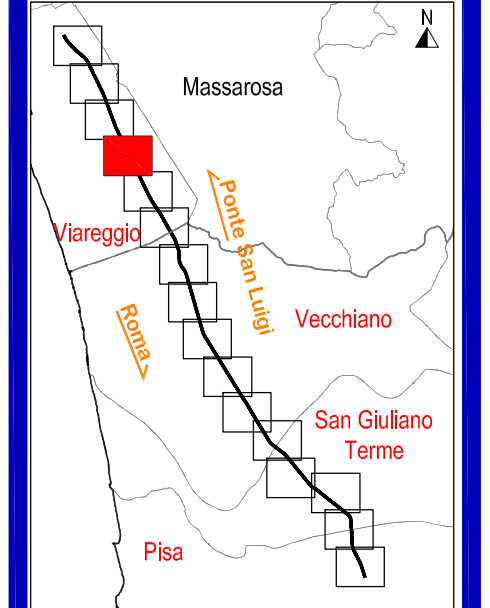 N
Massarosa
Ponte San Luigi
Viareggio
Roma
Vecchiano
San Giuliano
Terme
Pisa